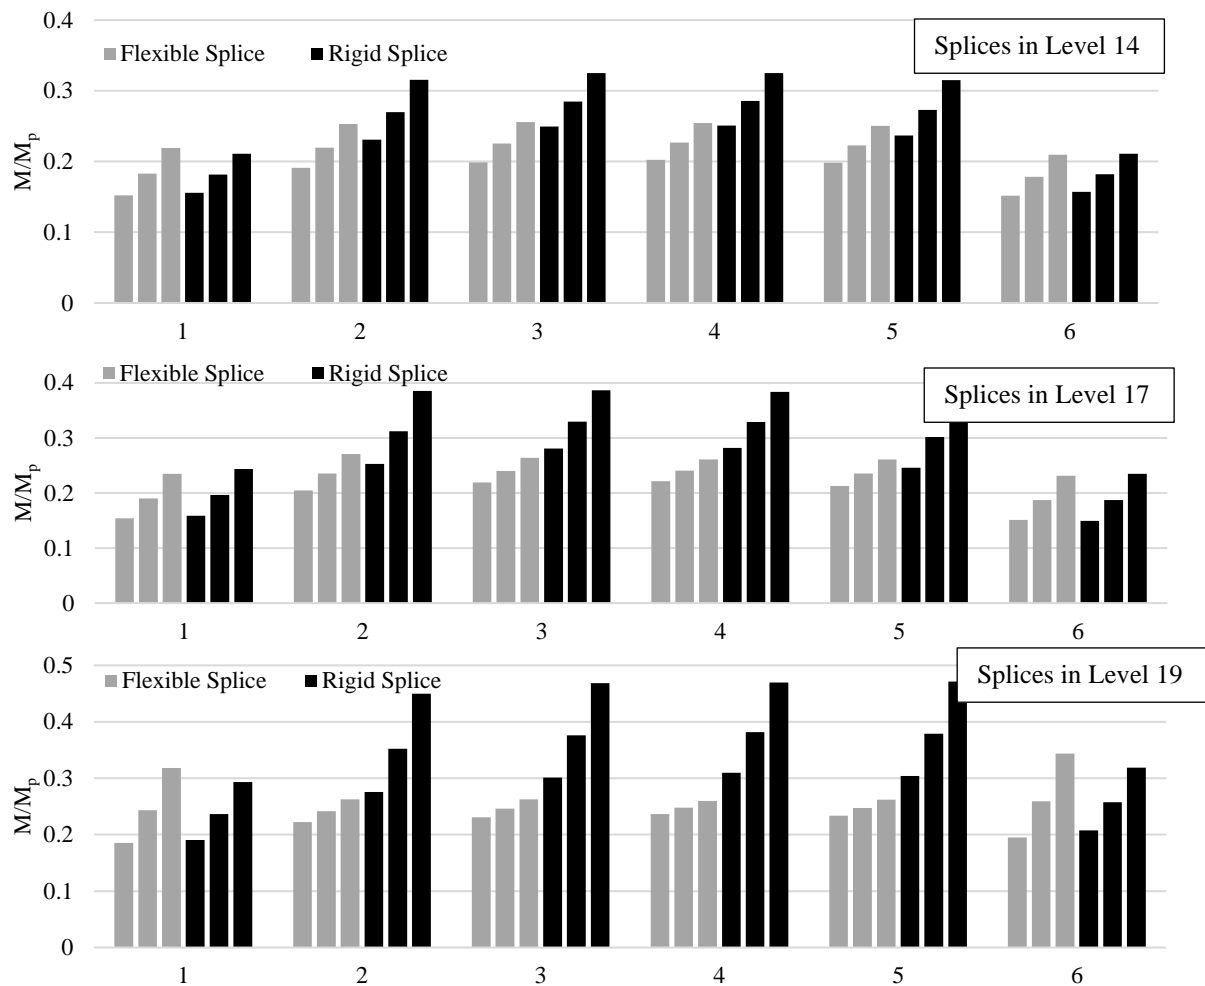 0.4
Flexible Splice Rigid Splice Splices in Level 14
0.3
0.2
0.1
0
M/Mp
1 2 3 4 5 6
Flexible Splice Rigid Splice Splices in Level 17
0.4
0.3
0.2
0.1
0
M/Mp
1 2 3 4 5 6
0.5
Flexible Splice Rigid Splice Splices in Level 19
0.4
0.3
0.2
0.1
0
M/Mp
1 2 3 4 5 6